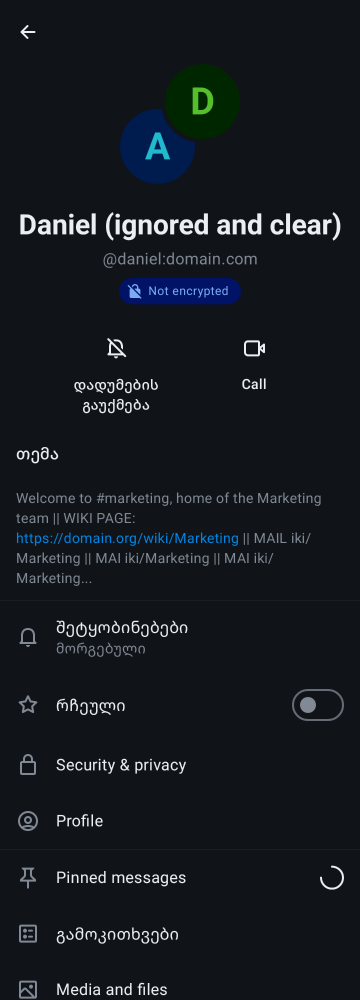 D
A
Daniel (ignored and clear)
@daniel:domain.com
Not encrypted
დადუმების
გაუქმება
Call
თემა
Welcome to #marketing, home of the Marketing
team || WIKI PAGE:
https://domain.org/wiki/Marketing || MAIL iki/
Marketing || MAI iki/Marketing || MAI iki/
Marketing...
შეტყობინებები
მორგებული
რჩეული
Security & privacy
Profile
Pinned messages
გამოკითხვები
Media and files